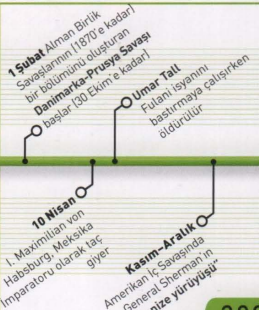 1 Şubat Alman Birlik
Savaşlarının (1870'e kadar)
bir bölümünü oluşturan
Danimarka-Prusya Savaşı
başlar (30 Ekim'e kadar)
Umar Tall
Fulani isyanını
bastırmaya çalışırken
öldürülür
10 Nisan
I. Maximilian von
Habsburg, Meksika
İmparatoru olarak taç
giyer
Kasım-Aralık
Amerikan İç Savaşında
General Sherman'ın
yürüyüşü"